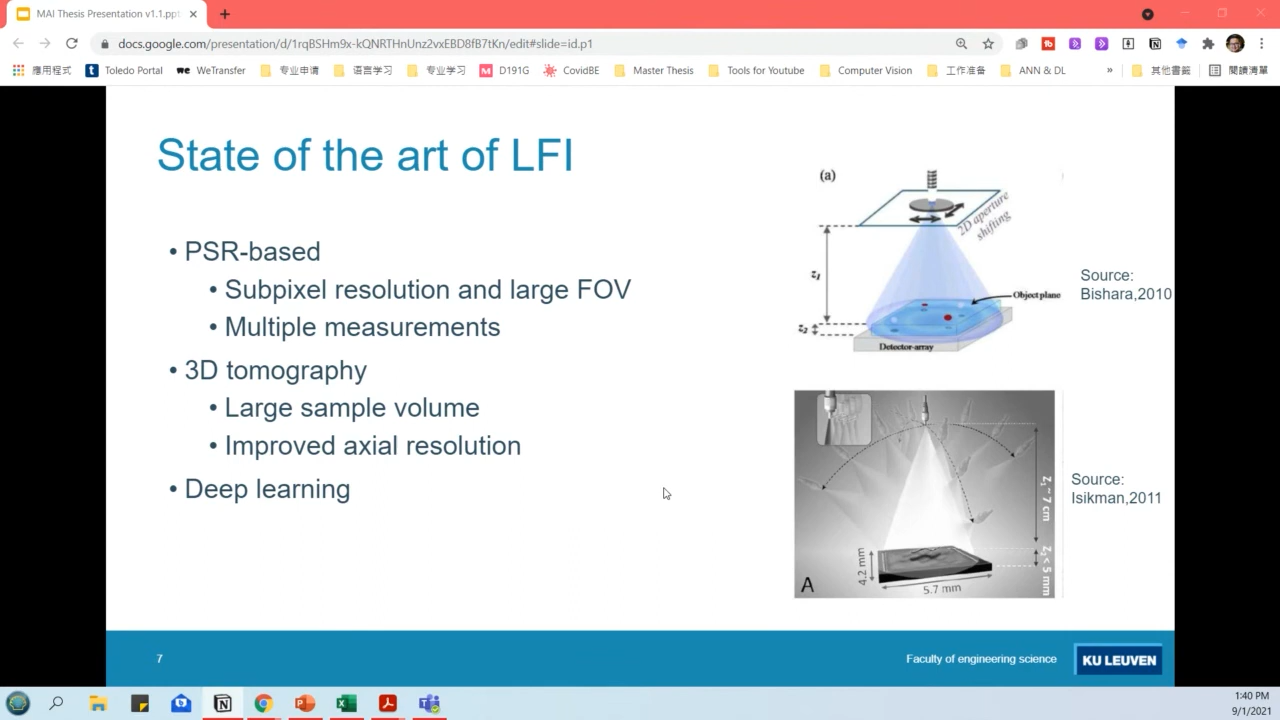 MAI Thesis Presentation v1.1.ppt
docs.google.com/presentation/d/1rqBSHm9x-kQNRTHnUnz2vxEBD8fB7tKn/edit#slide=id.p1
應用程式 Toledo Portal WeTransfer 专业申请 语言学习 专业学习 D191G CovidBE Master Thesis Tools for Youtube Computer Vision 工作准备 ANN & DL » 其他書籤 閱讀清單
State of the art of LFI
• PSR-based
• Subpixel resolution and large FOV
• Multiple measurements
• 3D tomography
• Large sample volume
• Improved axial resolution
• Deep learning
(a)
2D aperture
shifting
z1
Object plane
z2
Detector-array
Source:
Bishara,2010
Z1 ~ 7 cm
Z2 < 5 mm
4.2 mm
5.7 mm
A
Source:
Isikman,2011
7
Faculty of engineering science
KU LEUVEN
1:40 PM
9/1/2021